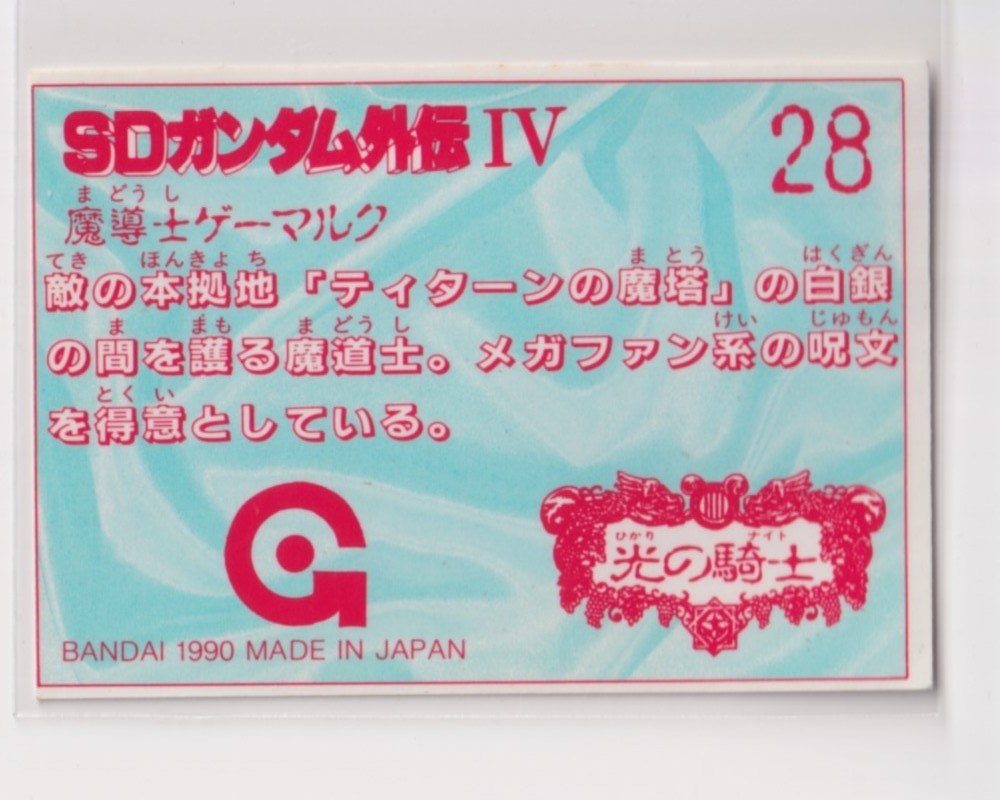 SDガンダム外伝 IV
28
まどうし
魔導士ゲーマルク
てき ほんきょち まとう はくぎん
敵の本拠地「ティターンの魔塔」の白銀
ま まも まどうし けい じゅもん
の間を護る魔道士。メガファン系の呪文
とくい
を得意としている。
G
ひかり ナイト
光の騎士
BANDAI 1990 MADE IN JAPAN